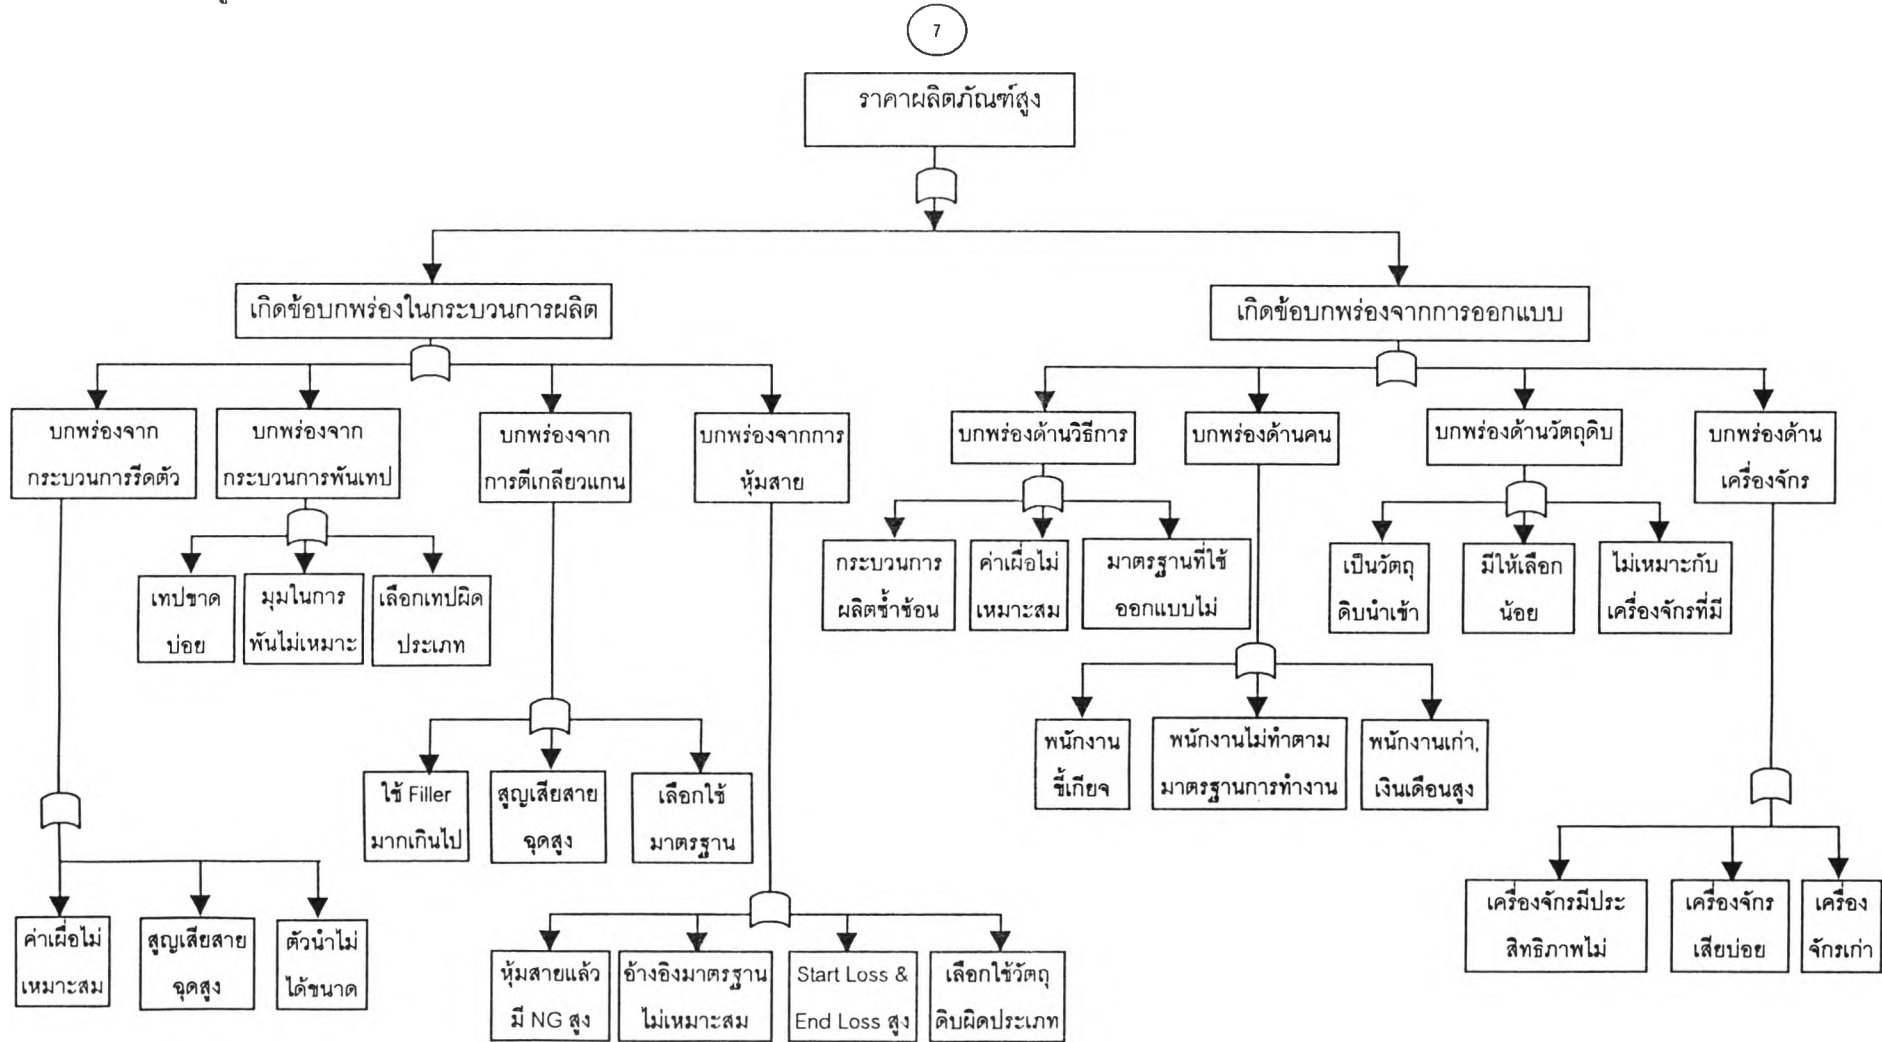 7
ราคาผลิตภัณฑ์สูง
เกิดข้อบกพร่องในกระบวนการผลิต
เกิดข้อบกพร่องจากการออกแบบ
บกพร่องจาก
กระบวนการรีดตัว
บกพร่องจาก
กระบวนการพันเทป
บกพร่องจาก
การตีเกลียวแกน
บกพร่องจากการ
หุ้มสาย
บกพร่องด้านวิธีการ
บกพร่องด้านคน
บกพร่องด้านวัตถุดิบ
บกพร่องด้าน
เครื่องจักร
เทปขาด
บ่อย
มุมในการ
พันไม่เหมาะ
เลือกเทปผิด
ประเภท
กระบวนการ
ผลิตซ้ำซ้อน
ค่าเผื่อไม่
เหมาะสม
มาตรฐานที่ใช้
ออกแบบไม่
เป็นวัตถุ
ดิบนำเข้า
มีให้เลือก
น้อย
ไม่เหมาะกับ
เครื่องจักรที่มี
พนักงาน
ขี้เกียจ
พนักงานไม่ทำตาม
มาตรฐานการทำงาน
พนักงานเก่า,
เงินเดือนสูง
ใช้ Filler
มากเกินไป
สูญเสียสาย
ฉุดสูง
เลือกใช้
มาตรฐาน
ค่าเผื่อไม่
เหมาะสม
สูญเสียสาย
ฉุดสูง
ตัวนำไม่
ได้ขนาด
หุ้มสายแล้ว
มี NG สูง
อ้างอิงมาตรฐาน
ไม่เหมาะสม
Start Loss &
End Loss สูง
เลือกใช้วัตถุ
ดิบผิดประเภท
เครื่องจักรมีประ
สิทธิภาพไม่
เครื่องจักร
เสียบ่อย
เครื่อง
จักรเก่า